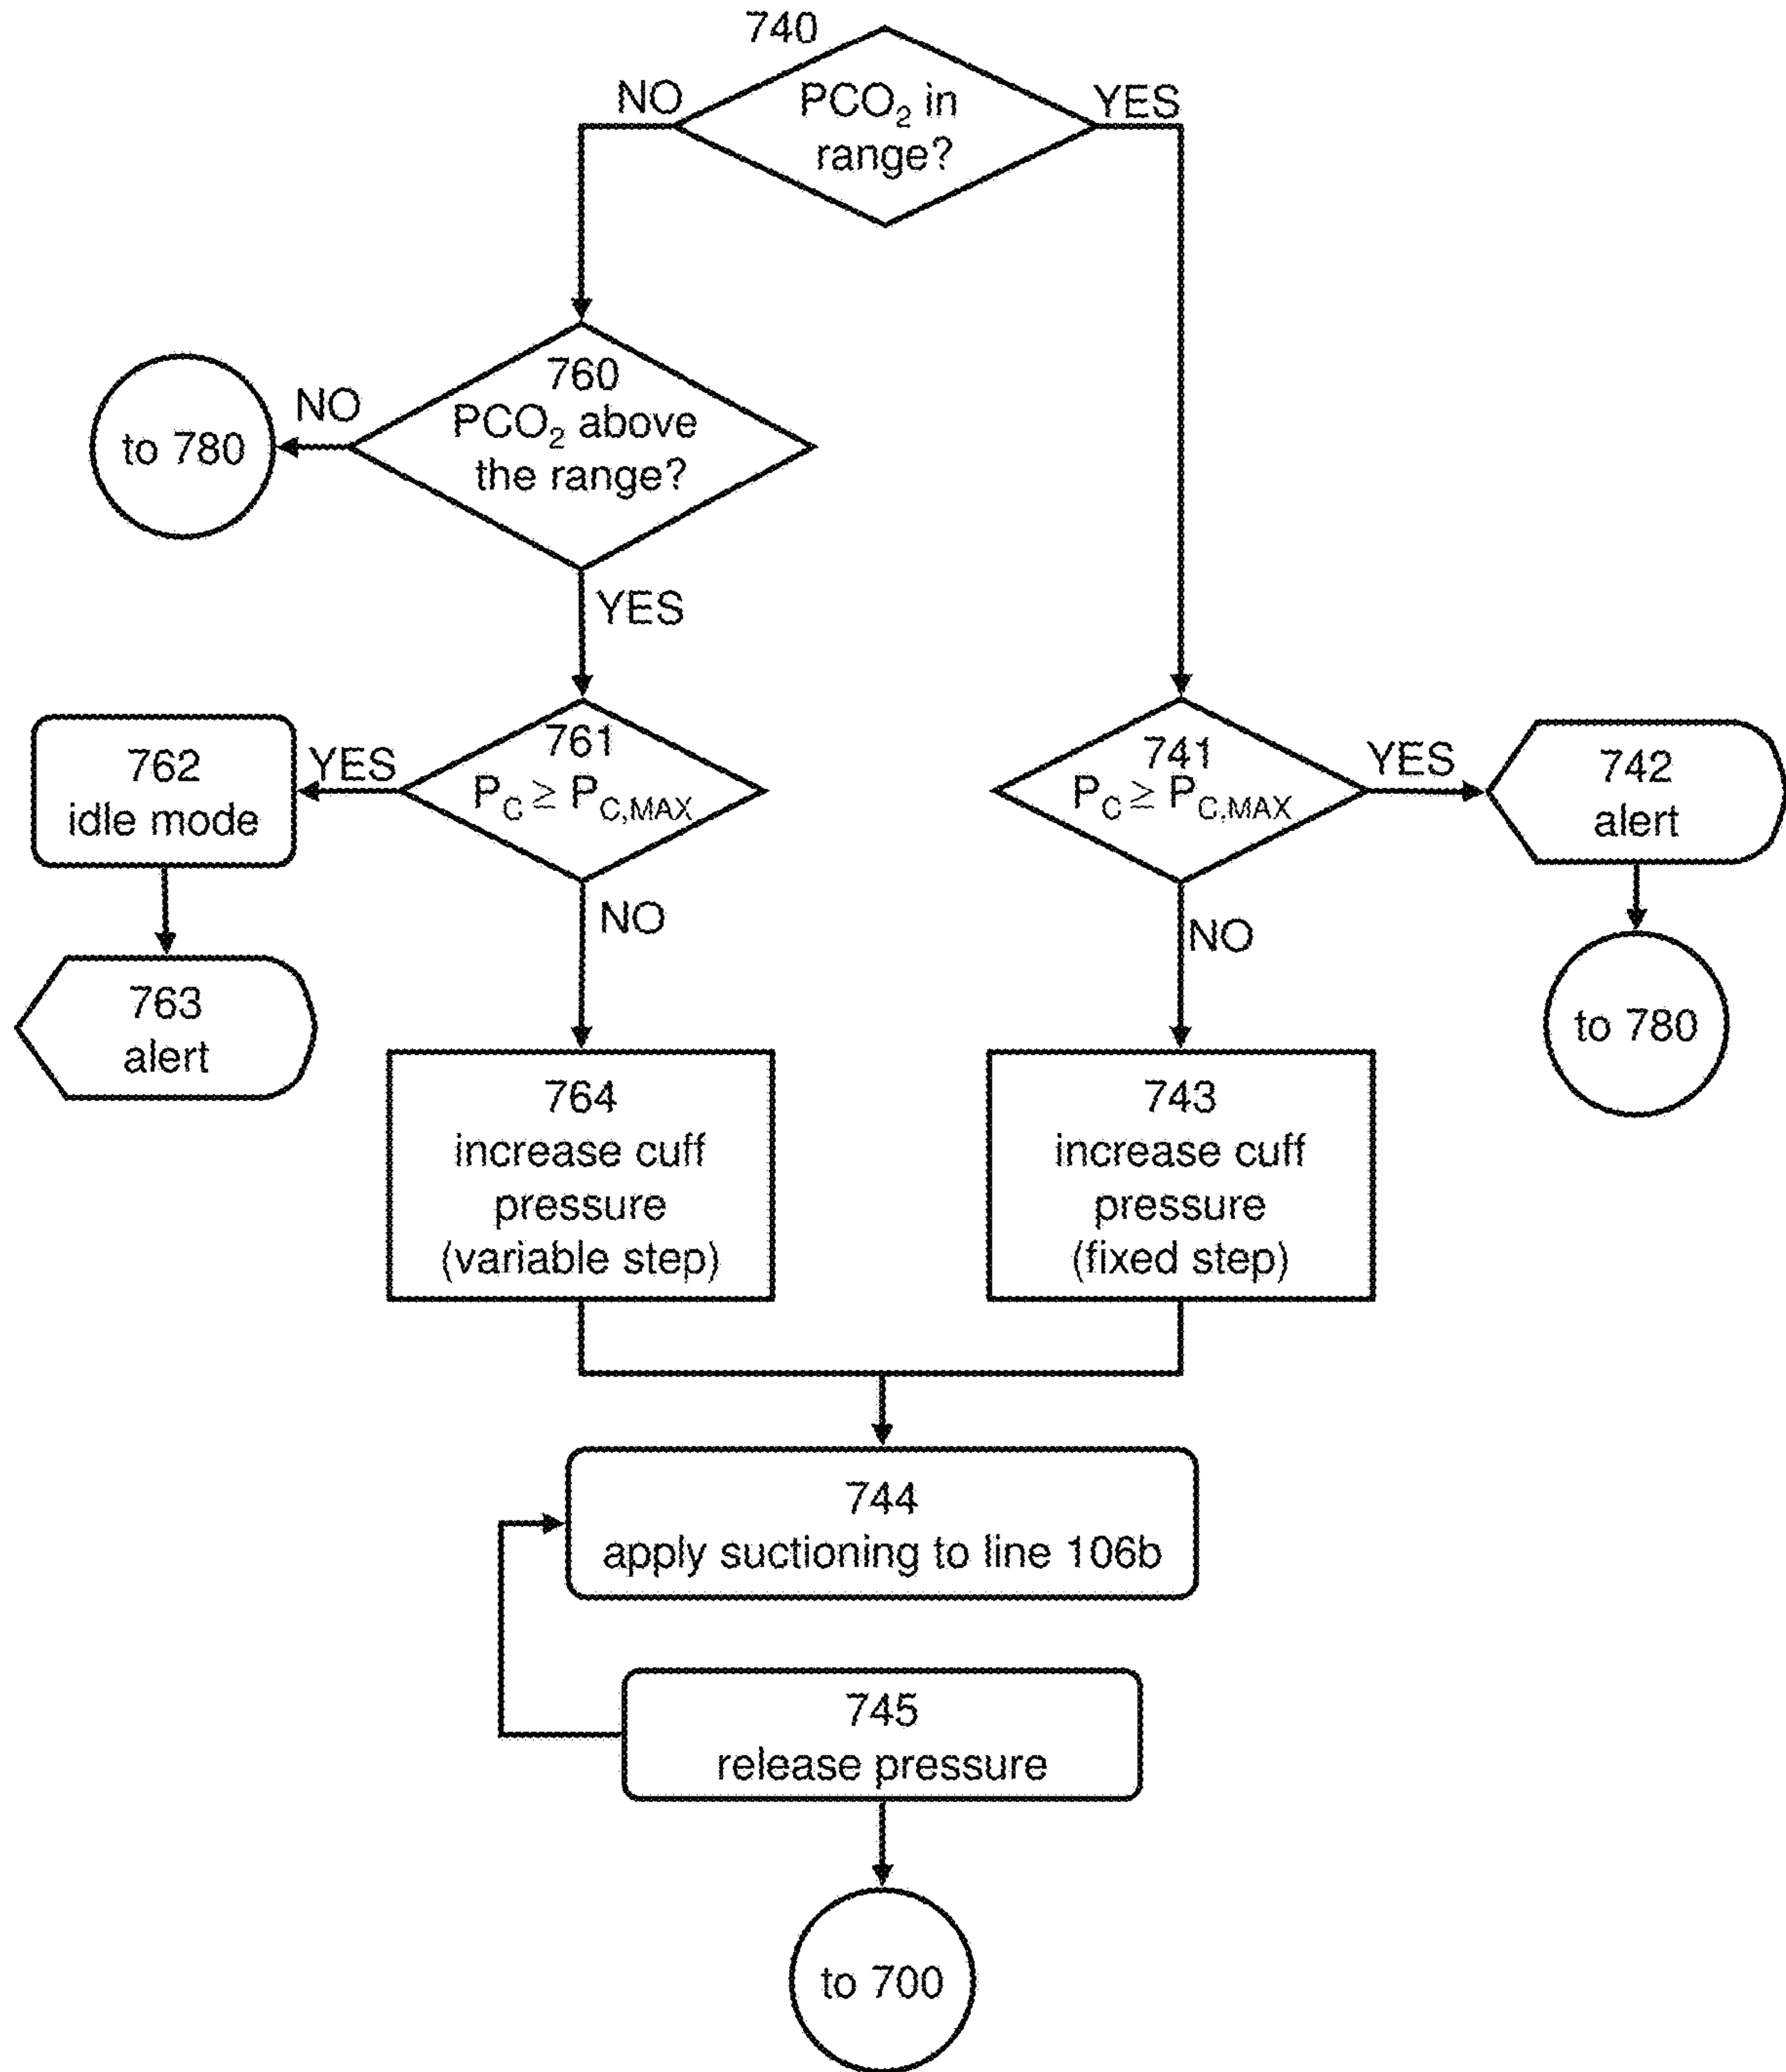 740
NO
PCO₂ in
range?
YES
760
PCO₂ above
the range?
NO
to 780
YES
761
P_C ≥ P_C,MAX
YES
762
idle mode
763
alert
NO
741
P_C ≥ P_C,MAX
YES
742
alert
to 780
NO
764
increase cuff
pressure
(variable step)
743
increase cuff
pressure
(fixed step)
744
apply suctioning to line 106b
745
release pressure
to 700